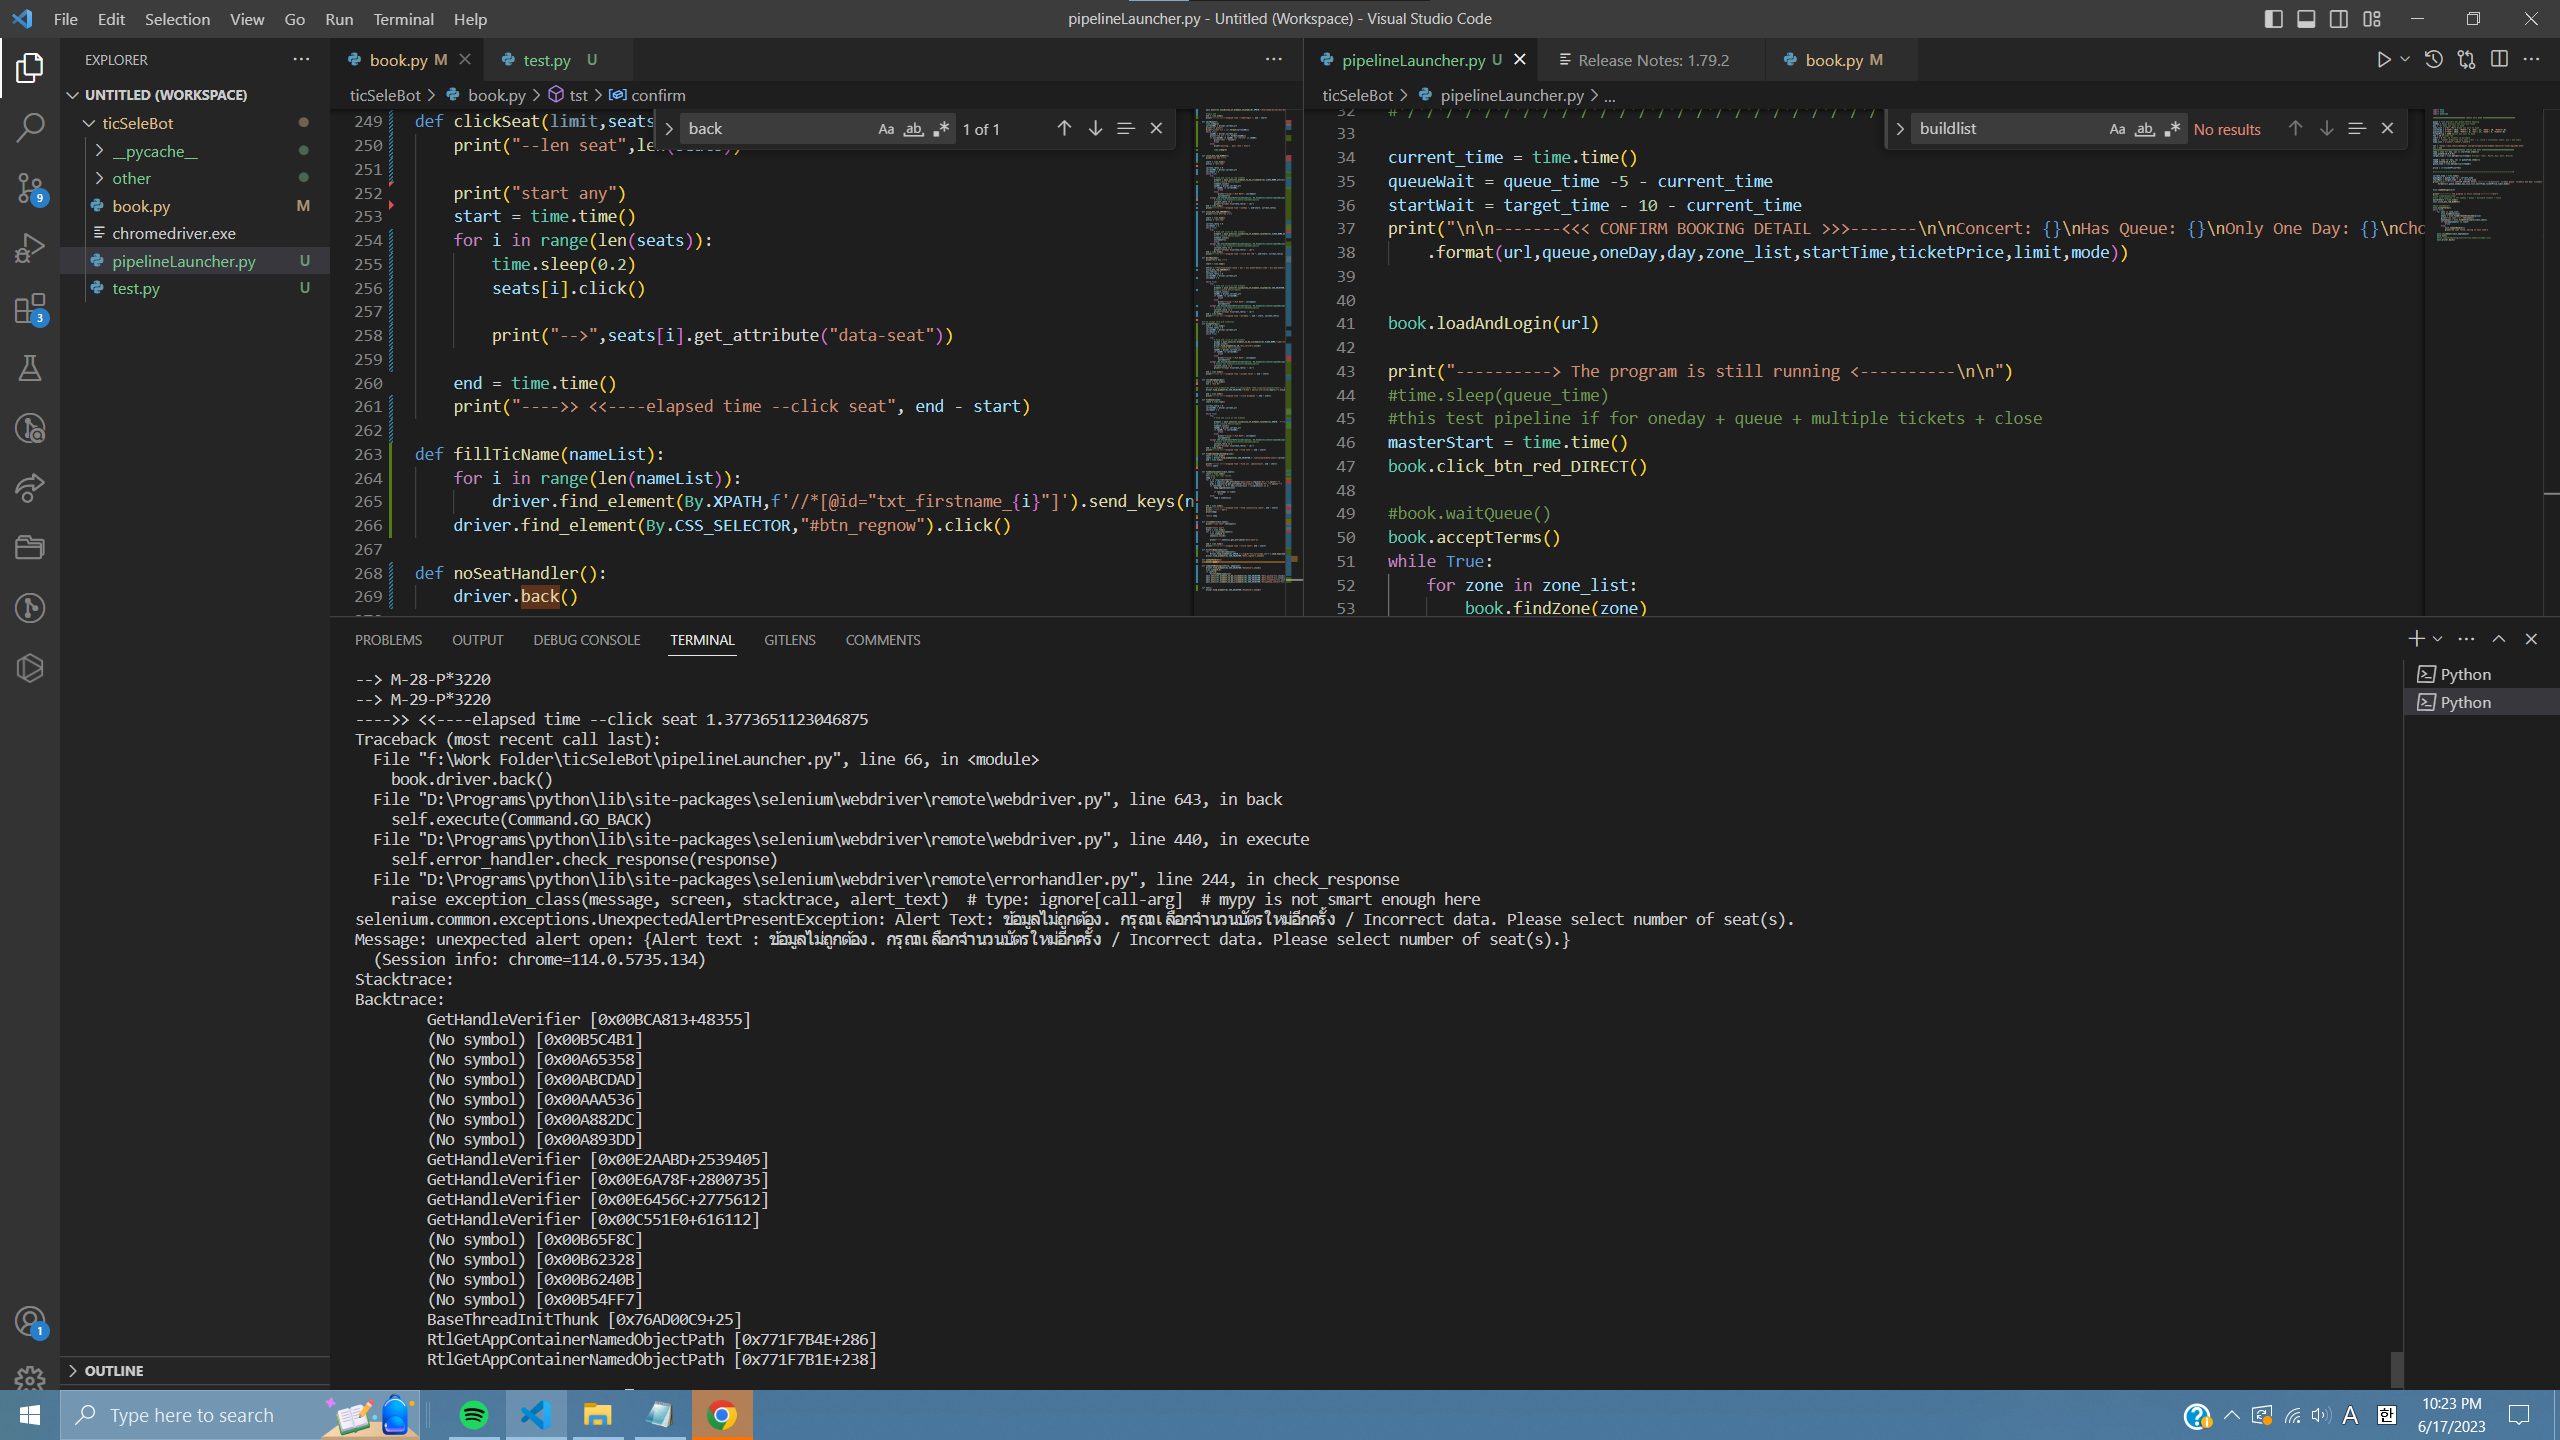 File Edit Selection View Go Run Terminal Help
pipelineLauncher.py - Untitled (Workspace) - Visual Studio Code
EXPLORER
UNTITLED (WORKSPACE)
ticSeleBot
__pycache__
other
book.py M
chromedriver.exe
pipelineLauncher.py U
test.py U
OUTLINE
9
3
1
book.py M
test.py U
ticSeleBot > book.py > tst > confirm
back
Aa ab 1 of 1
249 def clickSeat(limit,seats
250 print("--len seat",len(seats))
251
252 print("start any")
253 start = time.time()
254 for i in range(len(seats)):
255 time.sleep(0.2)
256 seats[i].click()
257
258 print("-->",seats[i].get_attribute("data-seat"))
259
260 end = time.time()
261 print("---->> <<----elapsed time --click seat", end - start)
262
263 def fillTicName(nameList):
264 for i in range(len(nameList)):
265 driver.find_element(By.XPATH,f'//*[@id="txt_firstname_{i}"]').send_keys(n
266 driver.find_element(By.CSS_SELECTOR,"#btn_regnow").click()
267
268 def noSeatHandler():
269 driver.back()
pipelineLauncher.py U
Release Notes: 1.79.2
book.py M
ticSeleBot > pipelineLauncher.py > ...
buildlist
Aa ab No results
32
33
34 current_time = time.time()
35 queueWait = queue_time -5 - current_time
36 startWait = target_time - 10 - current_time
37 print("\n\n-------<<< CONFIRM BOOKING DETAIL >>>-------\n\nConcert: {}\nHas Queue: {}\nOnly One Day: {}\nCho
38 .format(url,queue,oneDay,day,zone_list,startTime,ticketPrice,limit,mode))
39
40
41 book.loadAndLogin(url)
42
43 print("----------> The program is still running <----------\n\n")
44 #time.sleep(queue_time)
45 #this test pipeline if for oneday + queue + multiple tickets + close
46 masterStart = time.time()
47 book.click_btn_red_DIRECT()
48
49 #book.waitQueue()
50 book.acceptTerms()
51 while True:
52 for zone in zone_list:
53 book.findZone(zone)
PROBLEMS OUTPUT DEBUG CONSOLE TERMINAL GITLENS COMMENTS
Python
Python
--> M-28-P*3220
--> M-29-P*3220
---->> <<----elapsed time --click seat 1.3773651123046875
Traceback (most recent call last):
File "f:\Work Folder\ticSeleBot\pipelineLauncher.py", line 66, in <module>
book.driver.back()
File "D:\Programs\python\lib\site-packages\selenium\webdriver\remote\webdriver.py", line 643, in back
self.execute(Command.GO_BACK)
File "D:\Programs\python\lib\site-packages\selenium\webdriver\remote\webdriver.py", line 440, in execute
self.error_handler.check_response(response)
File "D:\Programs\python\lib\site-packages\selenium\webdriver\remote\errorhandler.py", line 244, in check_response
raise exception_class(message, screen, stacktrace, alert_text)  # type: ignore[call-arg]  # mypy is not smart enough here
selenium.common.exceptions.UnexpectedAlertPresentException: Alert Text: ข้อมูลไม่ถูกต้อง. กรุณาเลือกจำนวนบัตรใหม่อีกครั้ง / Incorrect data. Please select number of seat(s).
Message: unexpected alert open: {Alert text : ข้อมูลไม่ถูกต้อง. กรุณาเลือกจำนวนบัตรใหม่อีกครั้ง / Incorrect data. Please select number of seat(s).}
(Session info: chrome=114.0.5735.134)
Stacktrace:
Backtrace:
GetHandleVerifier [0x00BCA813+48355]
(No symbol) [0x00B5C4B1]
(No symbol) [0x00A65358]
(No symbol) [0x00ABCDAD]
(No symbol) [0x00AAA536]
(No symbol) [0x00A882DC]
(No symbol) [0x00A893DD]
GetHandleVerifier [0x00E2AABD+2539405]
GetHandleVerifier [0x00E6A78F+2800735]
GetHandleVerifier [0x00E6456C+2775612]
GetHandleVerifier [0x00C551E0+616112]
(No symbol) [0x00B65F8C]
(No symbol) [0x00B62328]
(No symbol) [0x00B6240B]
(No symbol) [0x00B54FF7]
BaseThreadInitThunk [0x76AD00C9+25]
RtlGetAppContainerNamedObjectPath [0x771F7B4E+286]
RtlGetAppContainerNamedObjectPath [0x771F7B1E+238]
Type here to search
A 한
10:23 PM
6/17/2023